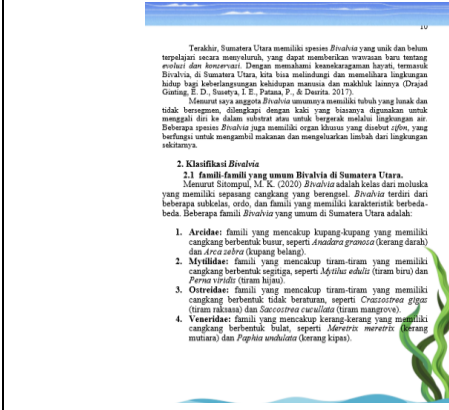 10
Terakhir, Sumatera Utara memiliki spesies Bivalvia yang unik dan belum
terpelajari secara menyeluruh, yang dapat memberikan wawasan baru tentang
evolusi dan konservasi. Dengan memahami keanekaragaman hayati, termasuk
Bivalvia, di Sumatera Utara, kita bisa melindungi dan memelihara lingkungan
hidup bagi keberlangsungan kehidupan manusia dan makhluk lainnya (Drajad
Ginting, E. D., Susetya, I. E., Patana, P., & Desrita. 2017).
Menurut saya anggota Bivalvia umumnya memiliki tubuh yang lunak dan
tidak bersegmen, dilengkapi dengan kaki yang biasanya digunakan untuk
menggali diri ke dalam substrat atau untuk bergerak melalui lingkungan air.
Beberapa spesies Bivalvia juga memiliki organ khusus yang disebut sifon, yang
berfungsi untuk mengambil makanan dan mengeluarkan limbah dari lingkungan
sekitarnya.
2. Klasifikasi Bivalvia
2.1 famili-famili yang umum Bivalvia di Sumatera Utara.
Menurut Sitompul, M. K. (2020) Bivalvia adalah kelas dari moluska
yang memiliki sepasang cangkang yang berengsel. Bivalvia terdiri dari
beberapa subkelas, ordo, dan famili yang memiliki karakteristik berbeda-
beda. Beberapa famili Bivalvia yang umum di Sumatera Utara adalah:
1. Arcidae: famili yang mencakup kupang-kupang yang memiliki
cangkang berbentuk busur, seperti Anadara granosa (kerang darah)
dan Arca zebra (kupang belang).
2. Mytilidae: famili yang mencakup tiram-tiram yang memiliki
cangkang berbentuk segitiga, seperti Mytilus edulis (tiram biru) dan
Perna viridis (tiram hijau).
3. Ostreidae: famili yang mencakup tiram-tiram yang memiliki
cangkang berbentuk tidak beraturan, seperti Crassostrea gigas
(tiram raksasa) dan Saccostrea cucullata (tiram mangrove).
4. Veneridae: famili yang mencakup kerang-kerang yang memiliki
cangkang berbentuk bulat, seperti Meretrix meretrix (kerang
mutiara) dan Paphia undulata (kerang kipas).